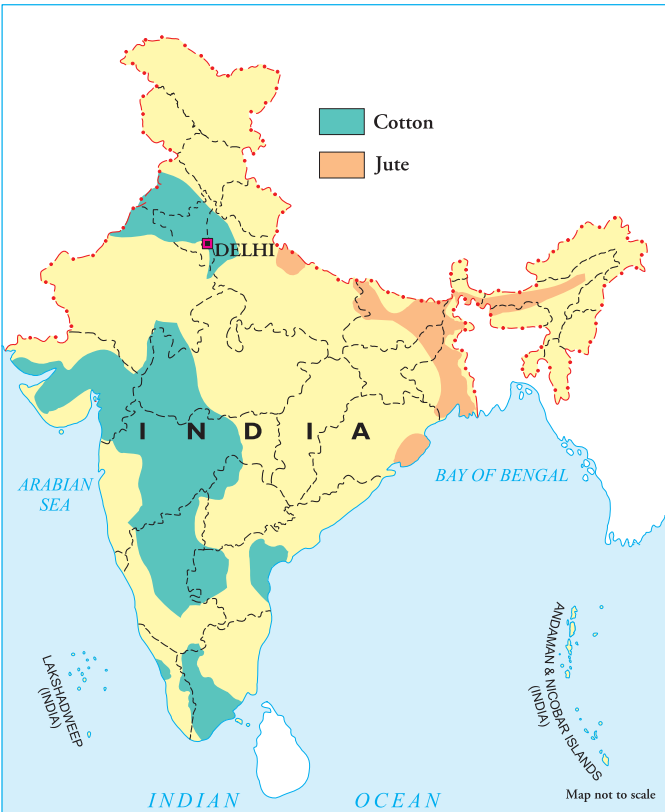 Cotton
Jute
DELHI
INDIA
ARABIAN
SEA
BAY OF BENGAL
LAKSHADWEEP
(INDIA)
ANDAMAN & NICOBAR ISLANDS
(INDIA)
INDIAN OCEAN
Map not to scale